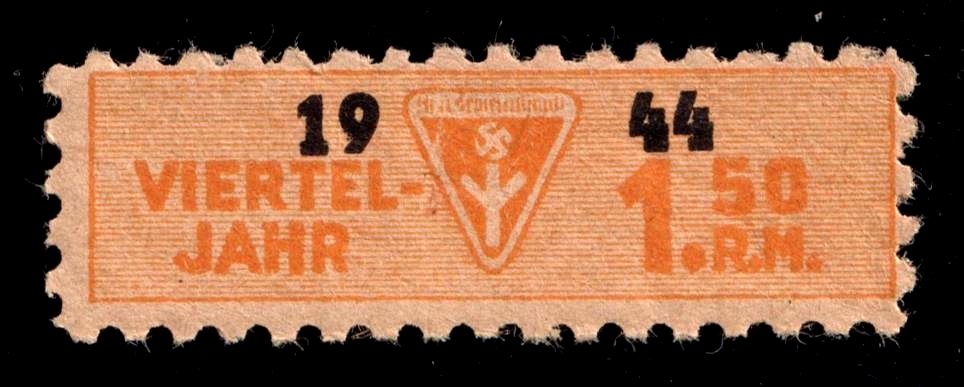 19 44
VIERTEL-
JAHR
1.50
R.M.